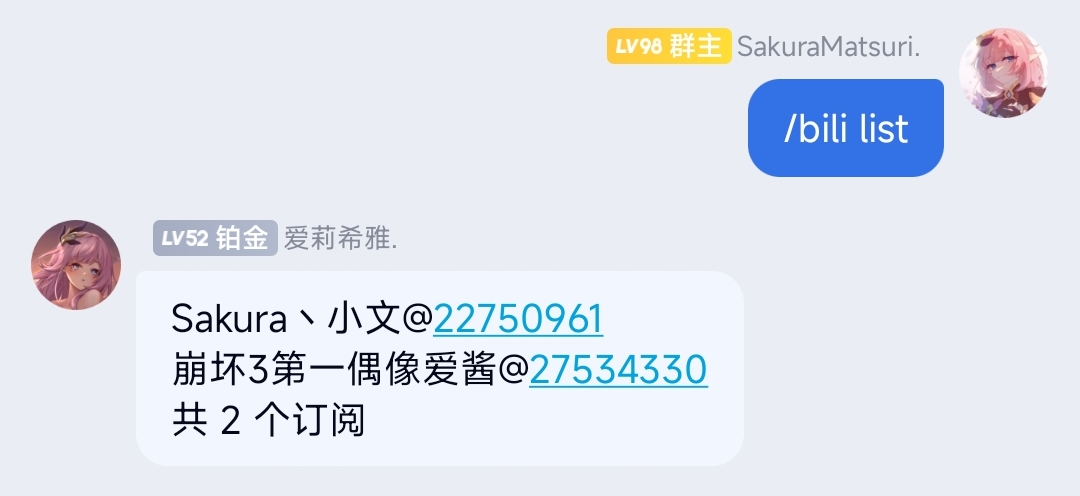 LV98 群主 SakuraMatsuri.
/bili list
LV52 铂金 爱莉希雅.
Sakura丶小文@22750961
崩坏3第一偶像爱酱@27534330
共 2 个订阅